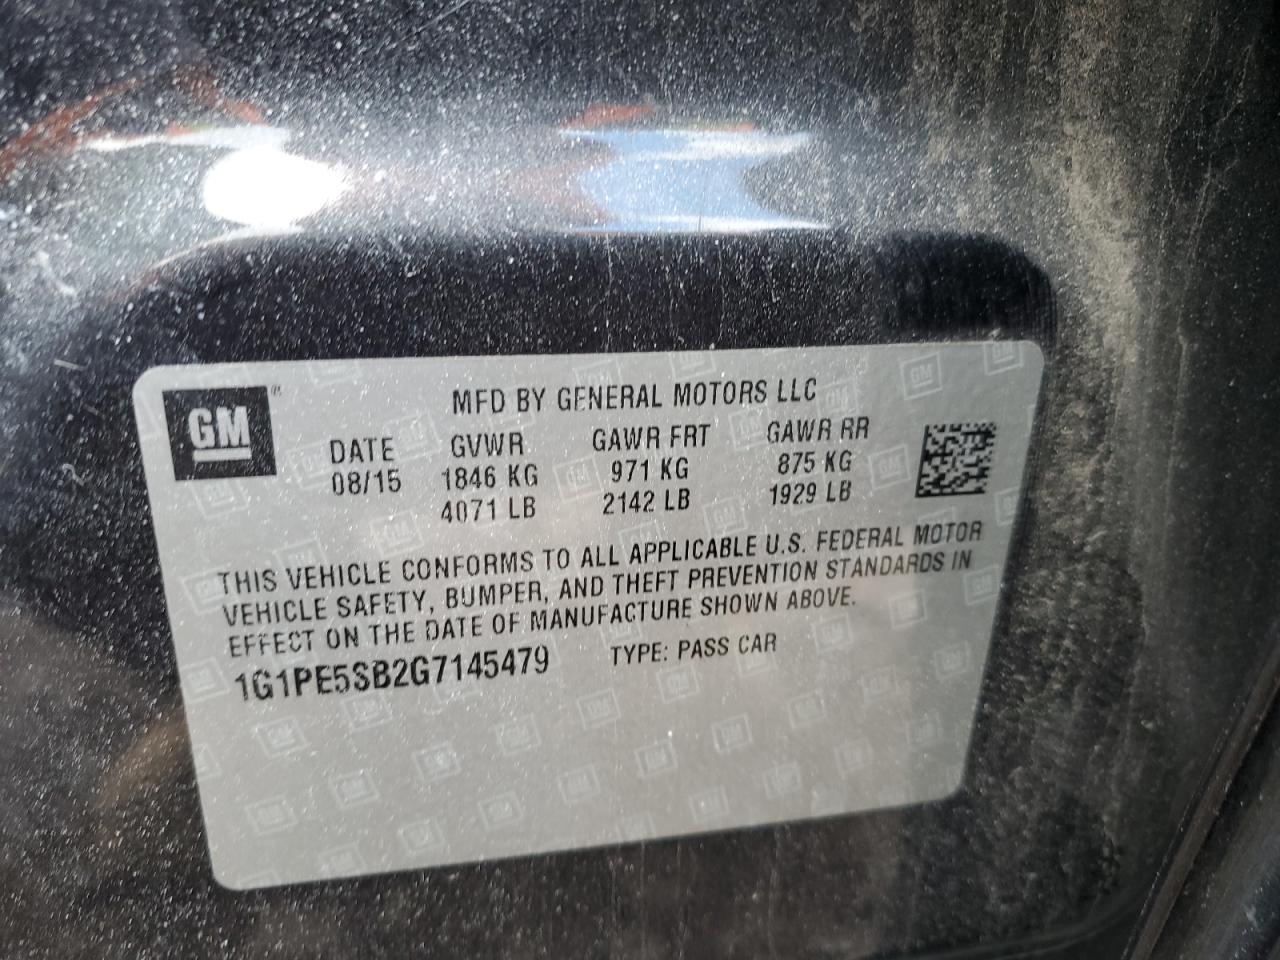 GM®
MFD BY GENERAL MOTORS LLC
DATE GVWR GAWR FRT GAWR RR
08/15 1846 KG 971 KG 875 KG
4071 LB 2142 LB 1929 LB
THIS VEHICLE CONFORMS TO ALL APPLICABLE U.S. FEDERAL MOTOR
VEHICLE SAFETY, BUMPER, AND THEFT PREVENTION STANDARDS IN
EFFECT ON THE DATE OF MANUFACTURE SHOWN ABOVE.
1G1PE5SB2G7145479 TYPE: PASS CAR